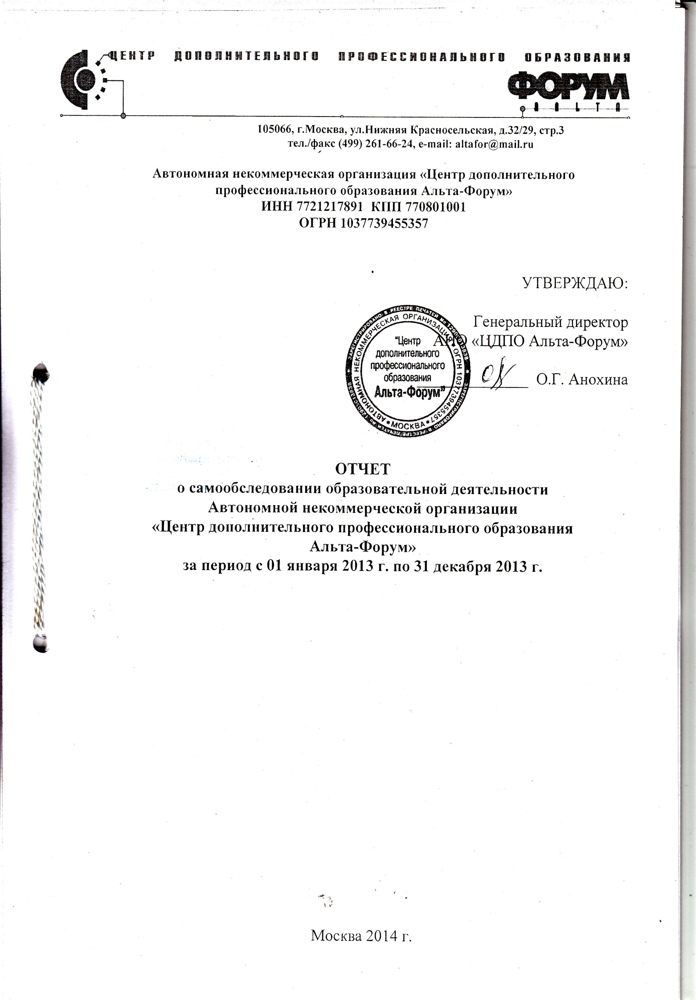 ЦЕНТР ДОПОЛНИТЕЛЬНОГО ПРОФЕССИОНАЛЬНОГО ОБРАЗОВАНИЯ
ФОРУМ
АЛЬТА
105066, г.Москва, ул.Нижняя Красносельская, д.32/29, стр.3
тел./факс (499) 261-66-24, e-mail: altafor@mail.ru
Автономная некоммерческая организация «Центр дополнительного
профессионального образования Альта-Форум»
ИНН 7721217891 КПП 770801001
ОГРН 1037739455357
УТВЕРЖДАЮ:
Генеральный директор
АНО «ЦДПО Альта-Форум»
О.Г. Анохина
ЗАРЕГИСТРИРОВАНО В РЕЕСТРЕ ПЕЧАТЕЙ
АВТОНОМНАЯ НЕКОММЕРЧЕСКАЯ ОРГАНИЗАЦИЯ * ОГРН 1037739455357 * МОСКВА *
"Центр
дополнительного
профессионального
образования
Альта-Форум"
ОТЧЕТ
о самообследовании образовательной деятельности
Автономной некоммерческой организации
«Центр дополнительного профессионального образования
Альта-Форум»
за период с 01 января 2013 г. по 31 декабря 2013 г.
Москва 2014 г.